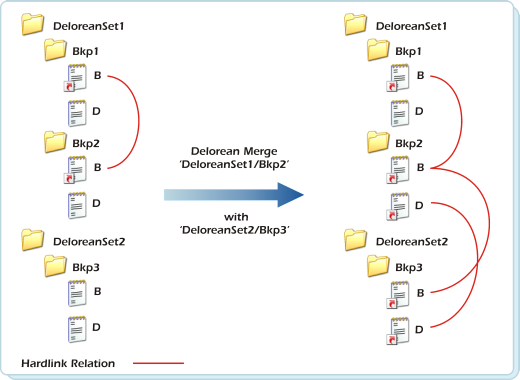 DeloreanSet1
Bkp1
B
D
Bkp2
B
D
DeloreanSet2
Bkp3
B
D
Delorean Merge
'DeloreanSet1/Bkp2'
with
'DeloreanSet2/Bkp3'
DeloreanSet1
Bkp1
B
D
Bkp2
B
D
DeloreanSet2
Bkp3
B
D
Hardlink Relation